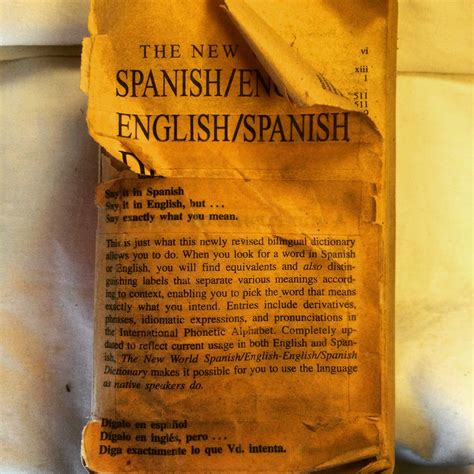 THE NEW
vi
xiii
1
SPANISH/ENG
511
511
ENGLISH/SPANISH
D
Say it in Spanish
Say it in English, but . . .
Say exactly what you mean.
This is just what this newly revised bilingual dictionary
allows you to do. When you look for a word in Spanish
or English, you will find equivalents and also distin-
guishing labels that separate various meanings accord-
ing to context, enabling you to pick the word that means
exactly what you intend. Entries include derivatives,
phrases, idiomatic expressions, and pronunciations in
the International Phonetic Alphabet. Completely up-
dated to reflect current usage in both English and Span-
ish, The New World Spanish/English-English/Spanish
Dictionary makes it possible for you to use the language
as native speakers do.
Dígalo en español
Dígalo en inglés, pero . . .
Diga exactamente lo que Vd. intenta.